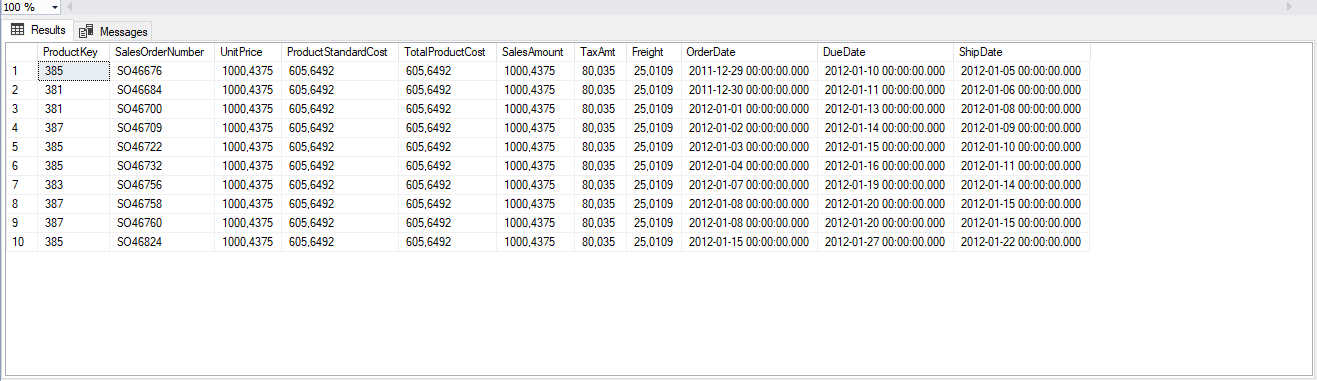 100 %
Results Messages
ProductKey SalesOrderNumber UnitPrice ProductStandardCost TotalProductCost SalesAmount TaxAmt Freight OrderDate DueDate ShipDate
1 385 SO46676 1000,4375 605,6492 605,6492 1000,4375 80,035 25,0109 2011-12-29 00:00:00.000 2012-01-10 00:00:00.000 2012-01-05 00:00:00.000
2 381 SO46684 1000,4375 605,6492 605,6492 1000,4375 80,035 25,0109 2011-12-30 00:00:00.000 2012-01-11 00:00:00.000 2012-01-06 00:00:00.000
3 381 SO46700 1000,4375 605,6492 605,6492 1000,4375 80,035 25,0109 2012-01-01 00:00:00.000 2012-01-13 00:00:00.000 2012-01-08 00:00:00.000
4 387 SO46709 1000,4375 605,6492 605,6492 1000,4375 80,035 25,0109 2012-01-02 00:00:00.000 2012-01-14 00:00:00.000 2012-01-09 00:00:00.000
5 385 SO46722 1000,4375 605,6492 605,6492 1000,4375 80,035 25,0109 2012-01-03 00:00:00.000 2012-01-15 00:00:00.000 2012-01-10 00:00:00.000
6 385 SO46732 1000,4375 605,6492 605,6492 1000,4375 80,035 25,0109 2012-01-04 00:00:00.000 2012-01-16 00:00:00.000 2012-01-11 00:00:00.000
7 383 SO46756 1000,4375 605,6492 605,6492 1000,4375 80,035 25,0109 2012-01-07 00:00:00.000 2012-01-19 00:00:00.000 2012-01-14 00:00:00.000
8 387 SO46758 1000,4375 605,6492 605,6492 1000,4375 80,035 25,0109 2012-01-08 00:00:00.000 2012-01-20 00:00:00.000 2012-01-15 00:00:00.000
9 387 SO46760 1000,4375 605,6492 605,6492 1000,4375 80,035 25,0109 2012-01-08 00:00:00.000 2012-01-20 00:00:00.000 2012-01-15 00:00:00.000
10 385 SO46824 1000,4375 605,6492 605,6492 1000,4375 80,035 25,0109 2012-01-15 00:00:00.000 2012-01-27 00:00:00.000 2012-01-22 00:00:00.000